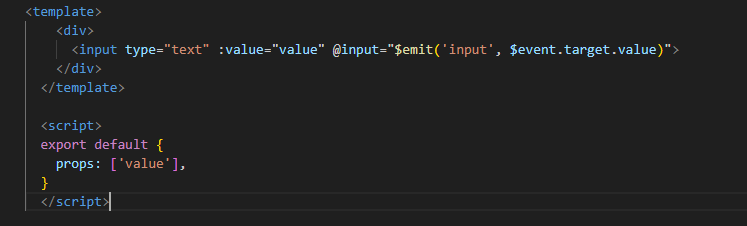 <template>
<div>
<input type="text" :value="value" @input="$emit('input', $event.target.value)">
</div>
</template>
<script>
export default {
props: ['value'],
}
</script>